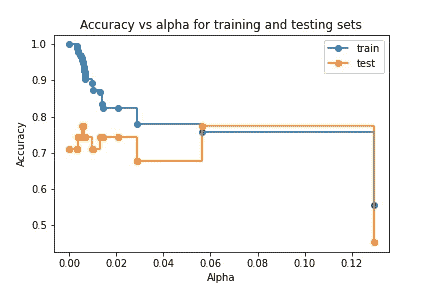 Accuracy vs alpha for training and testing sets
1.0
0.9
0.8
0.7
0.6
0.5
Accuracy
train
test
0.00 0.02 0.04 0.06 0.08 0.10 0.12
Alpha